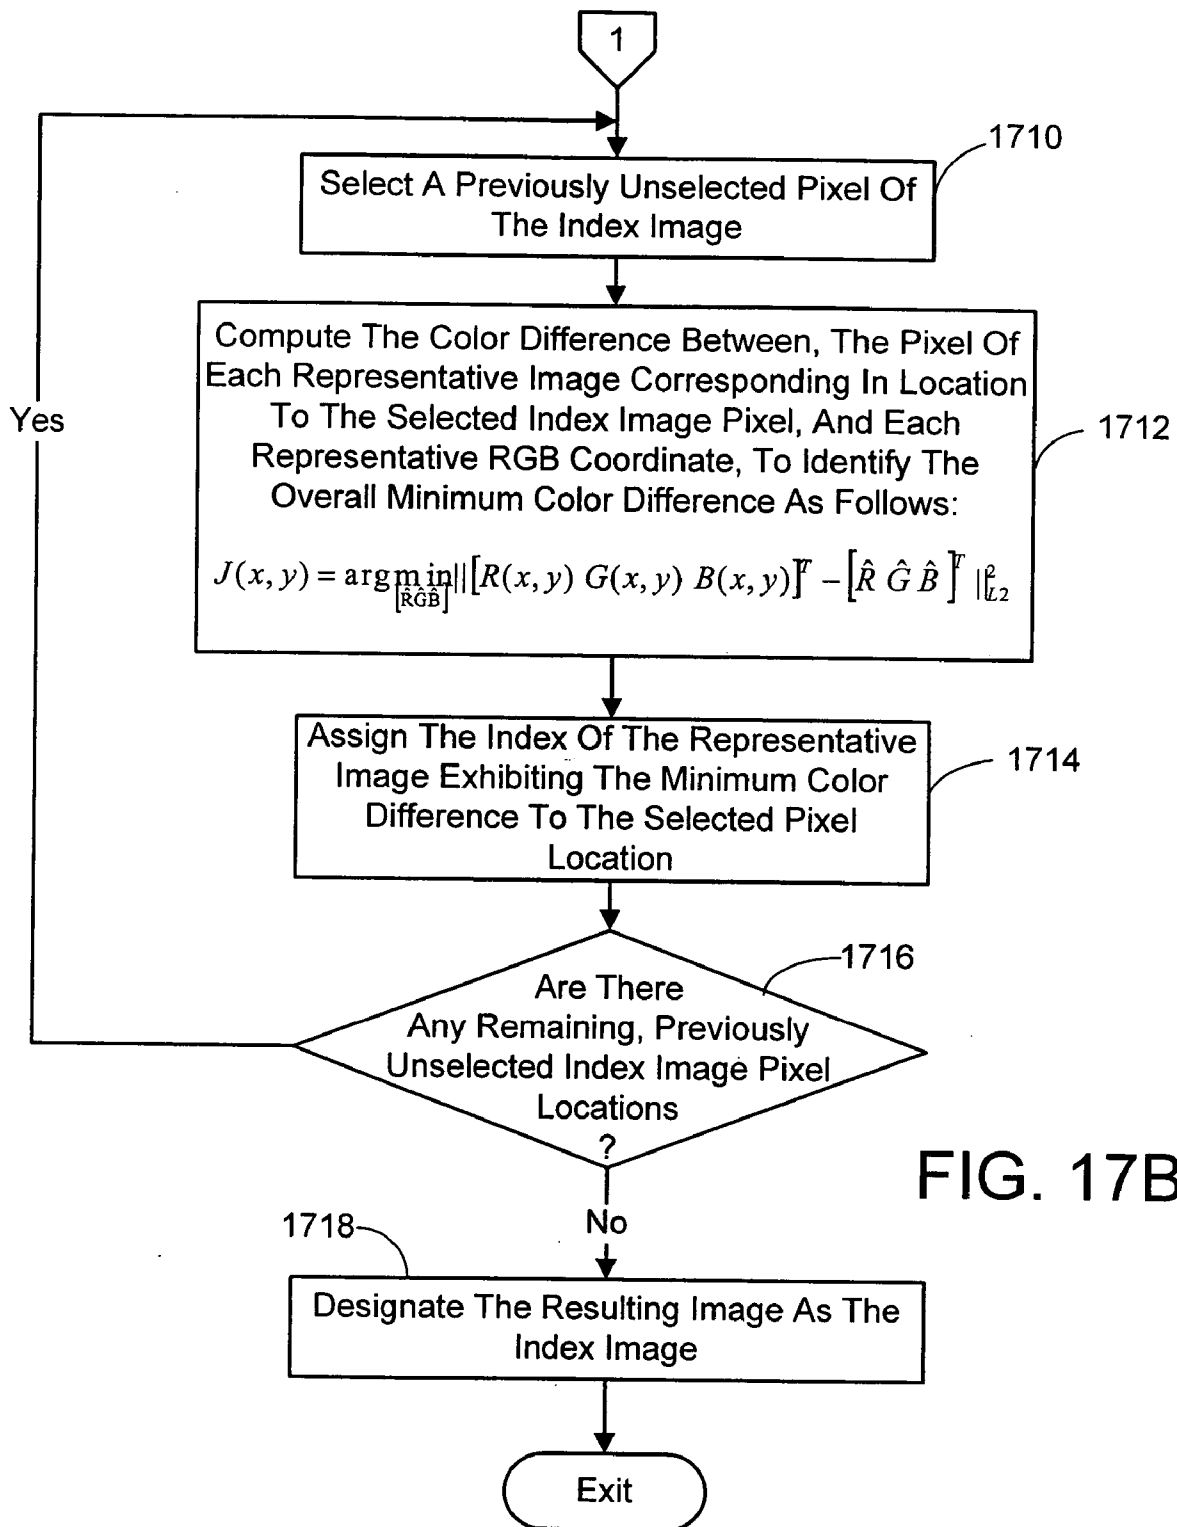 1
1710
Select A Previously Unselected Pixel Of
The Index Image
Compute The Color Difference Between, The Pixel Of
Each Representative Image Corresponding In Location
To The Selected Index Image Pixel, And Each
Representative RGB Coordinate, To Identify The
Overall Minimum Color Difference As Follows:
J(x, y) = arg min_{[R̂ĜB̂]} ||[R(x, y) G(x, y) B(x, y)]^T − [R̂ Ĝ B̂]^T||^2_{L2}
1712
Yes
Assign The Index Of The Representative
Image Exhibiting The Minimum Color
Difference To The Selected Pixel
Location
1714
1716
Are There
Any Remaining, Previously
Unselected Index Image Pixel
Locations
?
FIG. 17B
No
1718
Designate The Resulting Image As The
Index Image
Exit